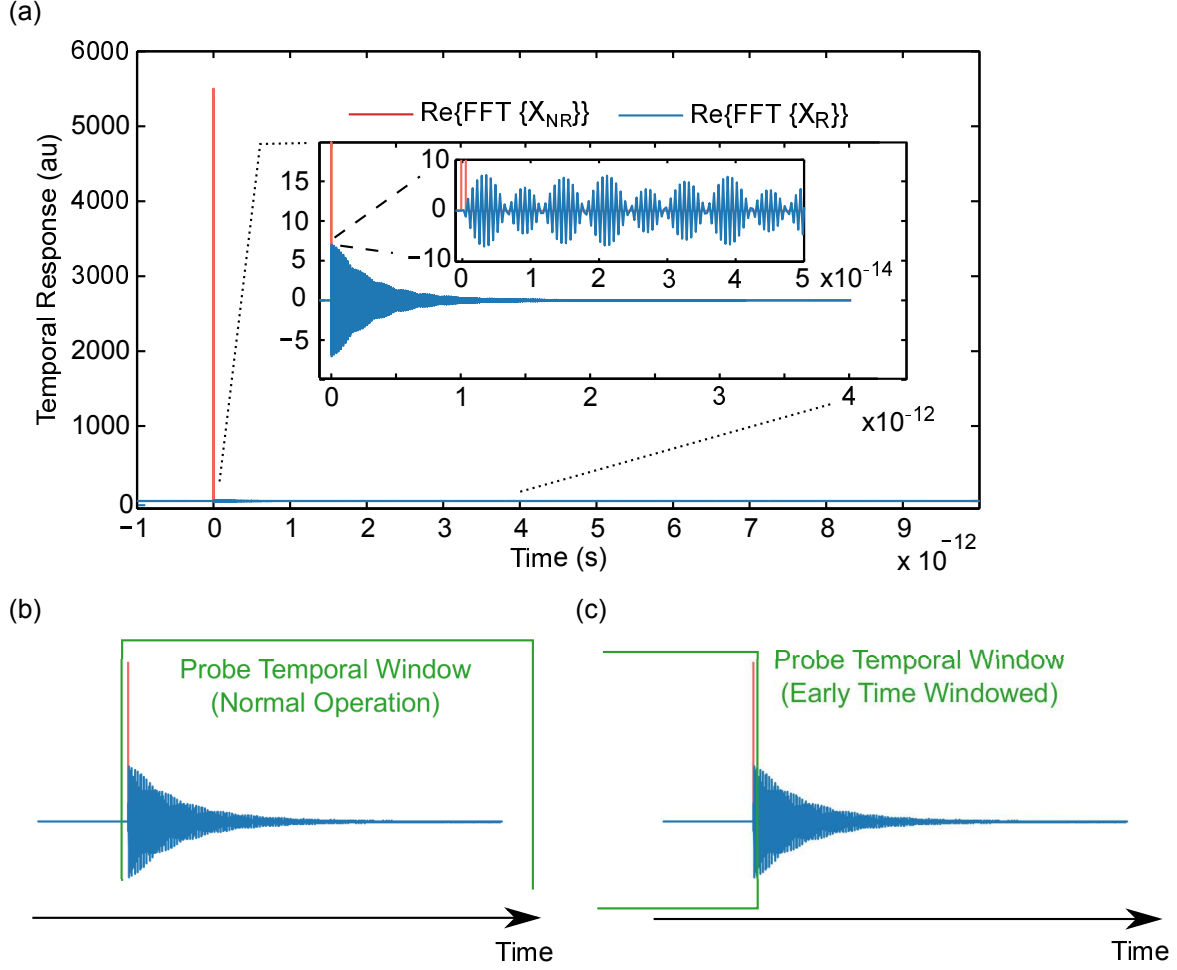 (a)
6000
5000
4000
3000
2000
1000
0
Temporal Response (au)
Re{FFT {X_NR}} Re{FFT {X_R}}
15
10
5
0
−5
10
0
−10
0 1 2 3 4 5 x10^−14
0 1 2 3 4
x10^−12
−1 0 1 2 3 4 5 6 7 8 9
Time (s)
x 10^−12
(b)
Probe Temporal Window
(Normal Operation)
Time
(c)
Probe Temporal Window
(Early Time Windowed)
Time